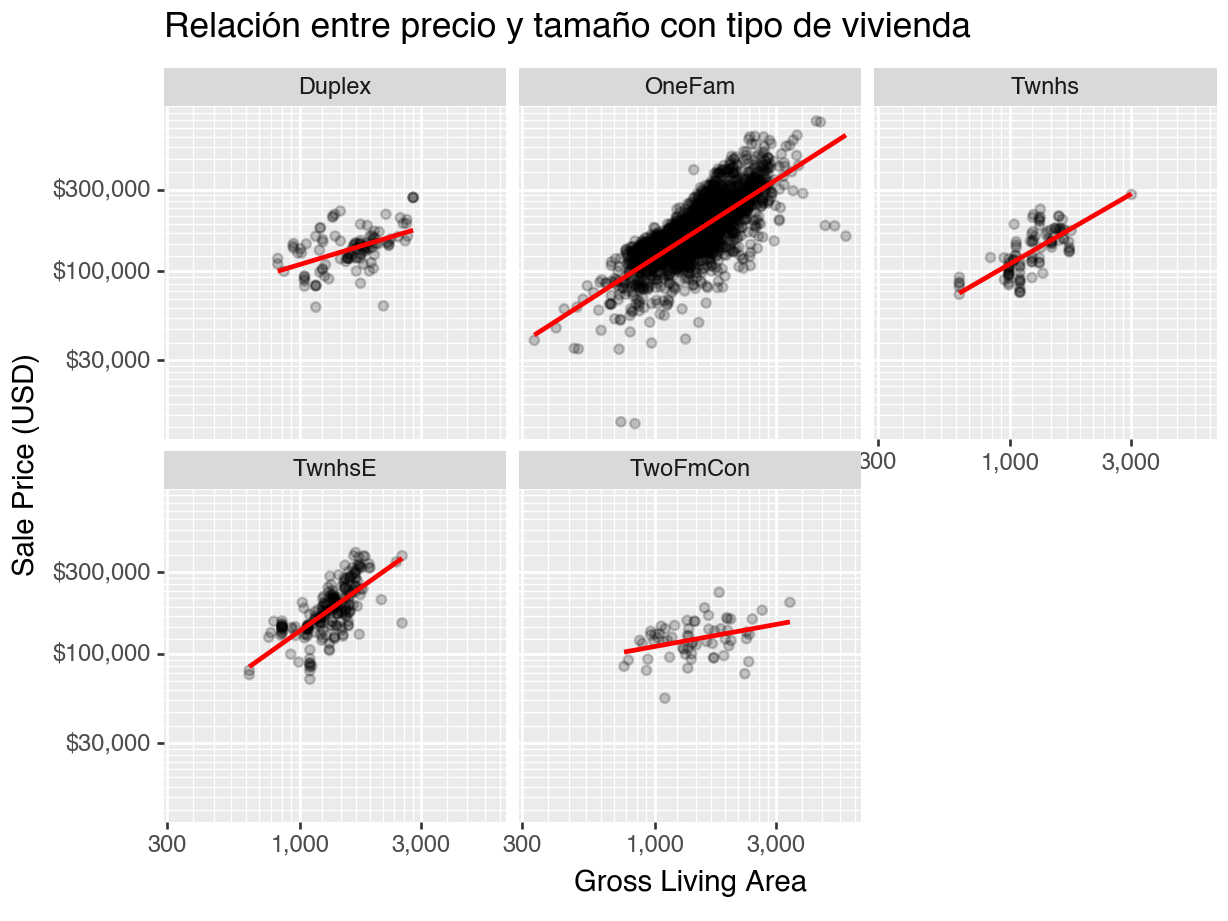 Relación entre precio y tamaño con tipo de vivienda
Duplex
OneFam
Twnhs
$300,000
$100,000
$30,000
300
1,000
3,000
TwnhsE
TwoFmCon
$300,000
$100,000
$30,000
300
1,000
3,000
300
1,000
3,000
Sale Price (USD)
Gross Living Area